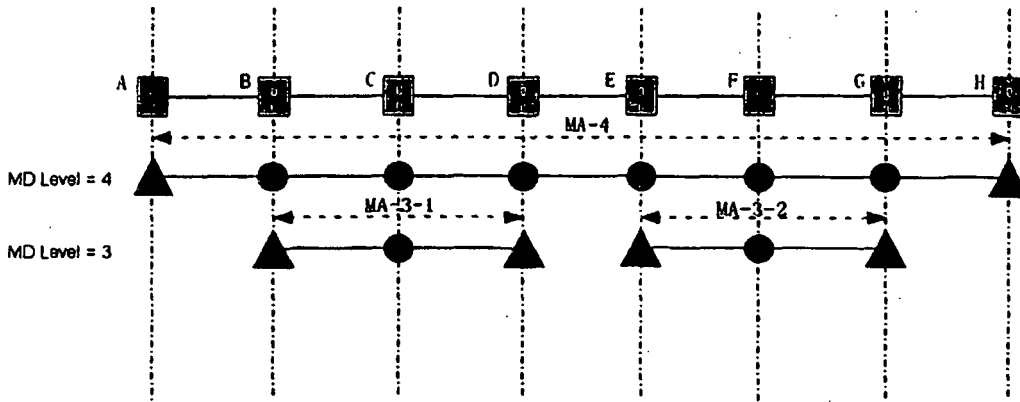 A B C D E F G H
MA-4
MD Level = 4
MA-3-1 MA-3-2
MD Level = 3